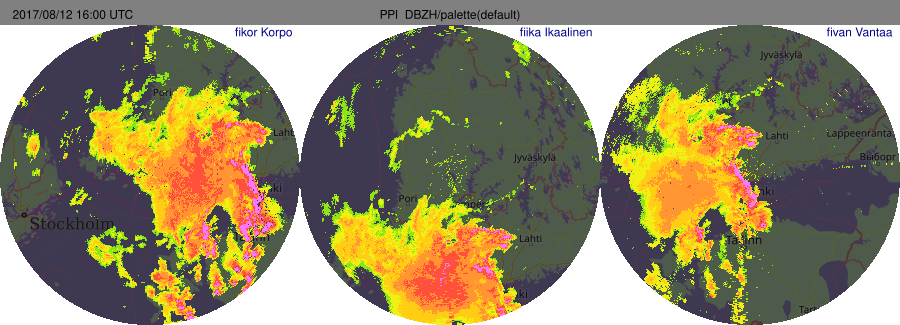 2017/08/12 16:00 UTC PPI DBZH/palette(default)
fikor Korpo fiika Ikaalinen fivan Vantaa
Jyväskylä
Pori
Lahti Lappeenranta
Jyväskylä Выборг
Pori
Stockholm
Lahti
Tallinn